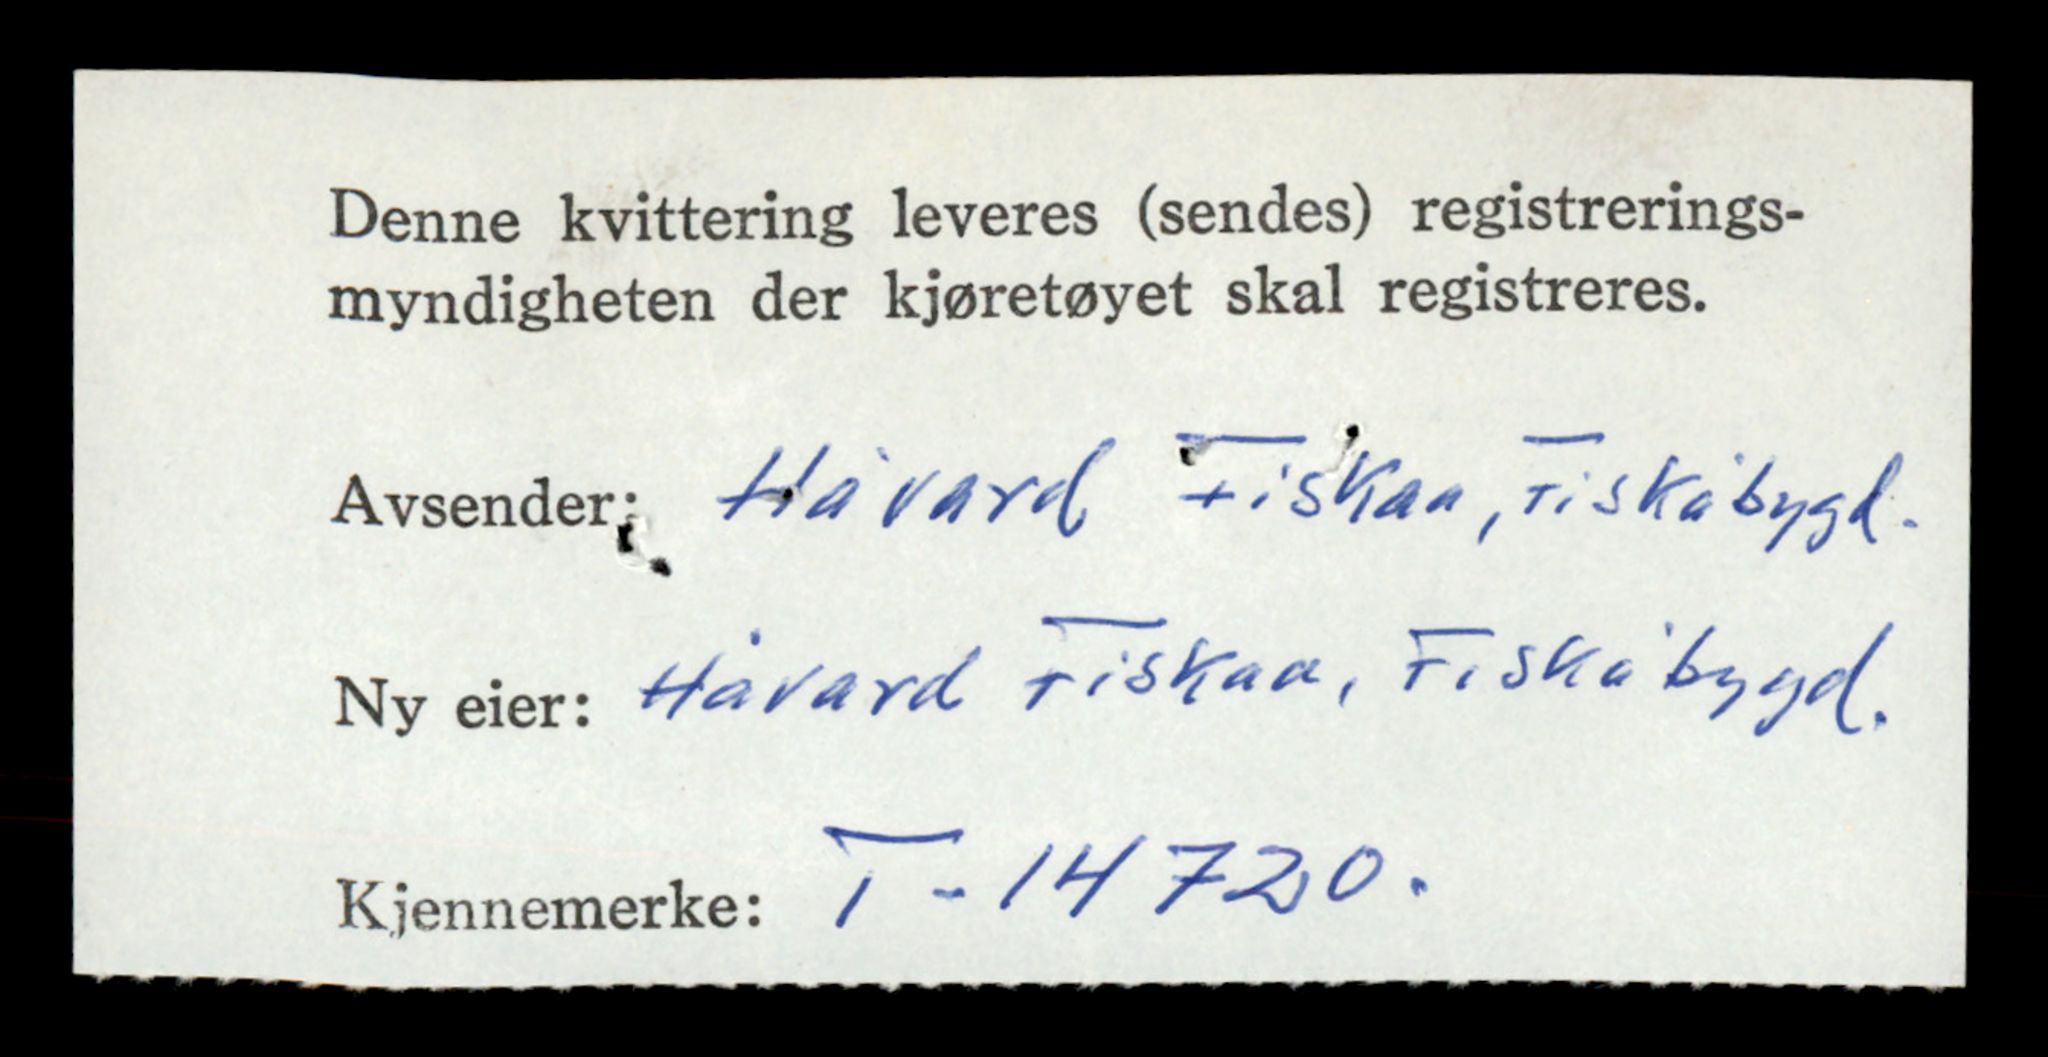 Denne kvittering leveres (sendes) registrerings-
myndigheten der kjøretøyet skal registreres.
Avsender: Håvard Fiskaa, Fiskåbygd.
Ny eier: Håvard Fiskaa, Fiskåbygd.
Kjennemerke: T-14720.